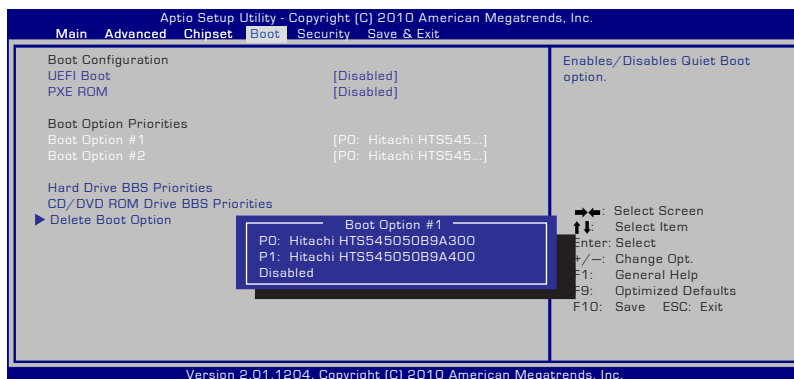 Aptio Setup Utility - Copyright (C) 2010 American Megatrends, Inc.
Main Advanced Chipset Boot Security Save & Exit
Boot Configuration
UEFI Boot [Disabled]
PXE ROM [Disabled]
Boot Option Priorities
Boot Option #1 [P0: Hitachi HTS545...]
Boot Option #2 [P0: Hitachi HTS545...]
Hard Drive BBS Priorities
CD/DVD ROM Drive BBS Priorities
Delete Boot Option
Boot Option #1
P0: Hitachi HTS545050B9A300
P1: Hitachi HTS545050B9A400
Disabled
Enables/Disables Quiet Boot
option.
→←: Select Screen
↑↓: Select Item
Enter: Select
+/—: Change Opt.
F1: General Help
F9: Optimized Defaults
F10: Save ESC: Exit
Version 2.01.1204. Copyright (C) 2010 American Megatrends, Inc.